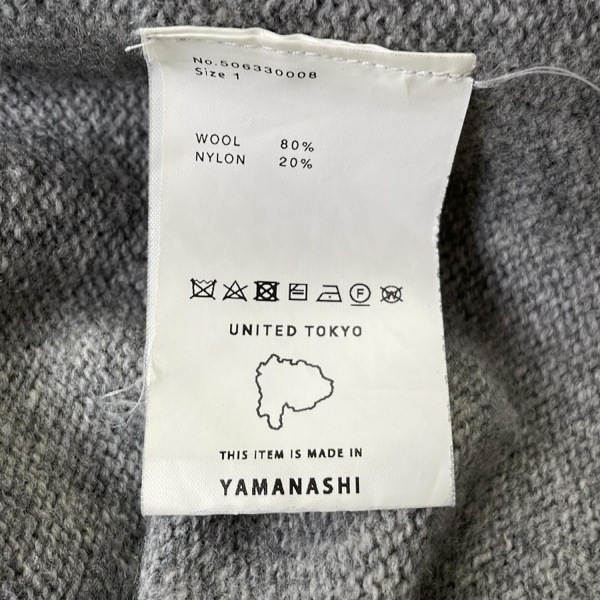 No.506330008
Size 1
WOOL 80%
NYLON 20%
F
W
UNITED TOKYO
THIS ITEM IS MADE IN
YAMANASHI